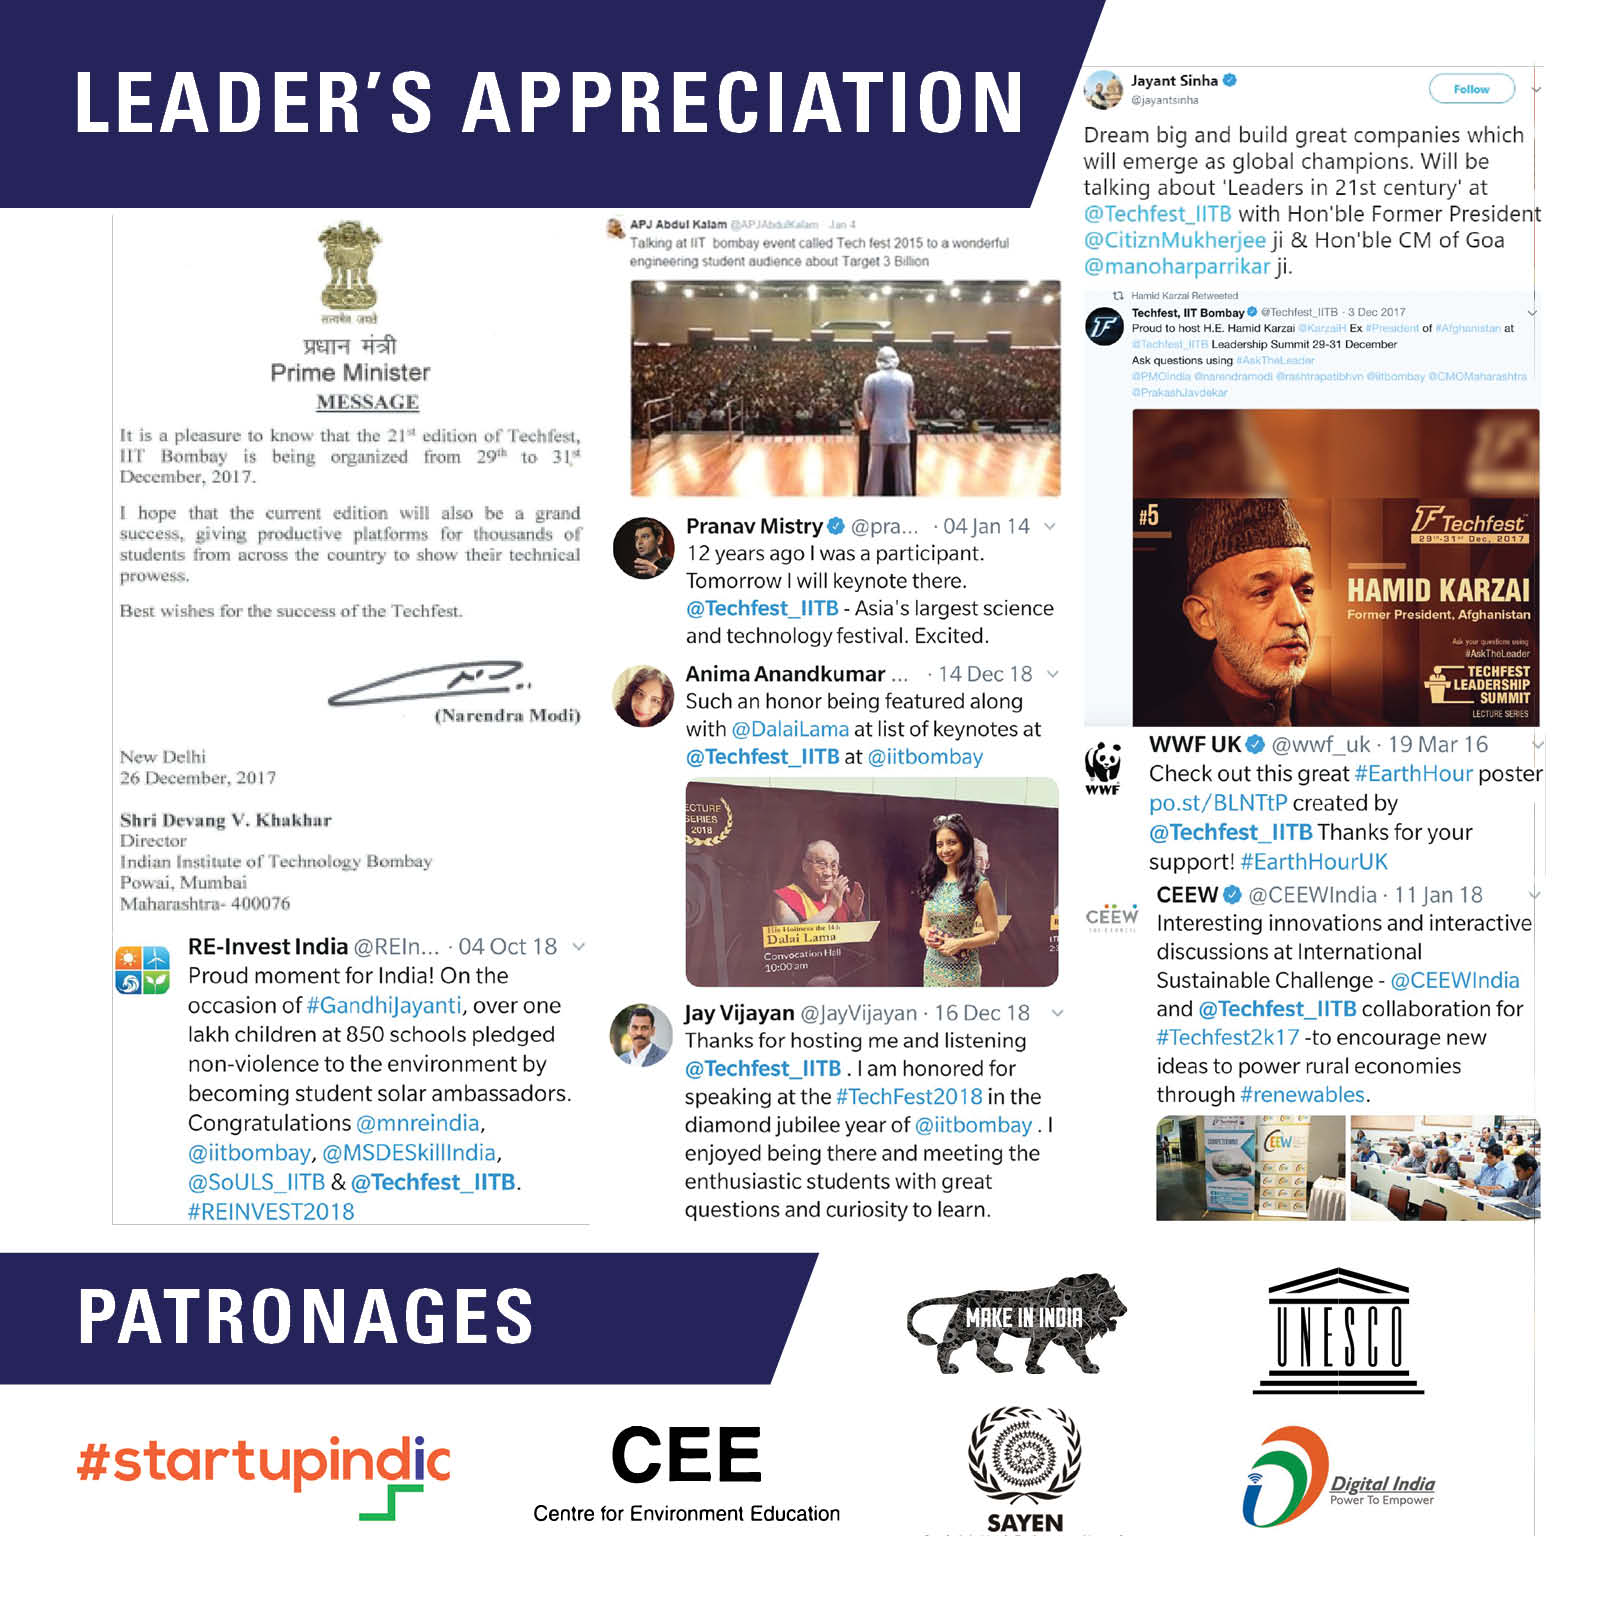 LEADER'S APPRECIATION
सत्यमेव जयते
प्रधान मंत्री
Prime Minister
MESSAGE
It is a pleasure to know that the 21st edition of Techfest,
IIT Bombay is being organized from 29th to 31st
December, 2017.
I hope that the current edition will also be a grand
success, giving productive platforms for thousands of
students from across the country to show their technical
prowess.
Best wishes for the success of the Techfest.
(Narendra Modi)
New Delhi
26 December, 2017
Shri Devang V. Khakhar
Director
Indian Institute of Technology Bombay
Powai, Mumbai
Maharashtra- 400076
RE-Invest India @REIn... · 04 Oct 18
Proud moment for India! On the
occasion of #GandhiJayanti, over one
lakh children at 850 schools pledged
non-violence to the environment by
becoming student solar ambassadors.
Congratulations @mnreindia,
@iitbombay, @MSDESkillIndia,
@SoULS_IITB & @Techfest_IITB.
#REINVEST2018
APJ Abdul Kalam @APJAbdulKalam · Jan 4
Talking at IIT bombay event called Tech fest 2015 to a wonderful
engineering student audience about Target 3 Billion
Pranav Mistry @pra... · 04 Jan 14
12 years ago I was a participant.
Tomorrow I will keynote there.
@Techfest_IITB - Asia's largest science
and technology festival. Excited.
Anima Anandkumar ... · 14 Dec 18
Such an honor being featured along
with @DalaiLama at list of keynotes at
@Techfest_IITB at @iitbombay
ECTURE
SERIES
2018
His Holiness the 14th
Dalai Lama
Convocation Hall
10:00 am
Jay Vijayan @JayVijayan · 16 Dec 18
Thanks for hosting me and listening
@Techfest_IITB . I am honored for
speaking at the #TechFest2018 in the
diamond jubilee year of @iitbombay . I
enjoyed being there and meeting the
enthusiastic students with great
questions and curiosity to learn.
Jayant Sinha
Follow
@jayantsinha
Dream big and build great companies which
will emerge as global champions. Will be
talking about 'Leaders in 21st century' at
@Techfest_IITB with Hon'ble Former President
@CitiznMukherjee ji & Hon'ble CM of Goa
@manoharparrikar ji.
Hamid Karzai Retweeted
Techfest, IIT Bombay @Techfest_IITB · 3 Dec 2017
Proud to host H.E. Hamid Karzai @KarzaiH Ex #President of #Afghanistan at
@Techfest_IITB Leadership Summit 29-31 December
Ask questions using #AskTheLeader
@PMOIndia @narendramodi @rashtrapatibhvn @iitbombay @CMOMaharashtra
@PrakashJavdekar
#5
Techfest
29th-31st Dec, 2017
HAMID KARZAI
Former President, Afghanistan
Ask your questions using
#AskTheLeader
TECHFEST
LEADERSHIP
SUMMIT
LECTURE SERIES
WWF
WWF UK @wwf_uk · 19 Mar 16
Check out this great #EarthHour poster
po.st/BLNTtP created by
@Techfest_IITB Thanks for your
support! #EarthHourUK
CEEW
THE COUNCIL
CEEW @CEEWIndia · 11 Jan 18
Interesting innovations and interactive
discussions at International
Sustainable Challenge - @CEEWIndia
and @Techfest_IITB collaboration for
#Techfest2k17 -to encourage new
ideas to power rural economies
through #renewables.
CEEW
PATRONAGES
MAKE IN INDIA
UNESCO
#startupindic
CEE
Centre for Environment Education
SAYEN
Digital India
Power To Empower